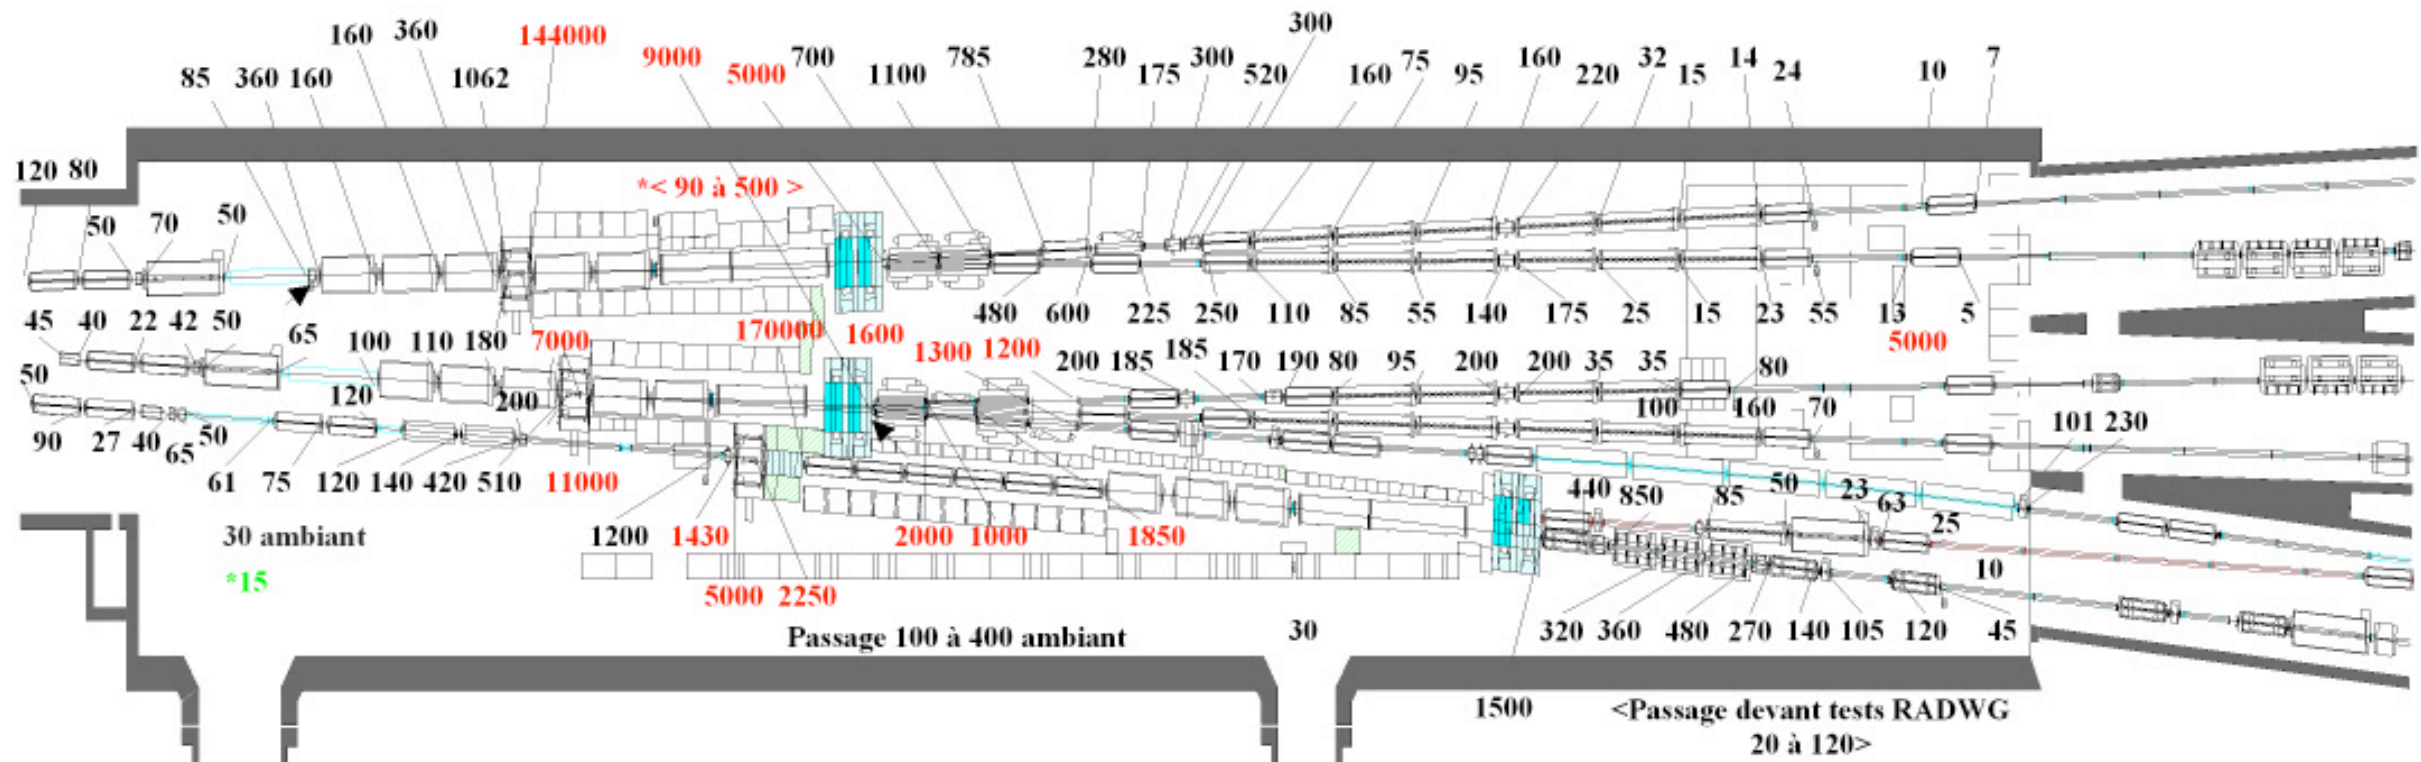 300
160 360 144000 9000 5000 700 1100 785 280 175 300 520 160 75 95 160 220 32 15 14 24 10 7
85 360 160 1062
120 80
*< 90 à 500 >
50 70 50
45 40 22 42 50 65 100 110 180 7000 170000 1600 480 600 225 250 110 85 55 140 175 25 15 23 55 13 5
5000
1300 1200 200 185 185 170 190 80 95 200 200 35 35 80
50 120 200 100 160 70
90 27 40 65 50 101 230
61 75 120 140 420 510 11000 440 850 85 50 23 63 25
30 ambiant 1200 1430 2000 1000 1850
*15 10
5000 2250
Passage 100 à 400 ambiant 30 320 360 480 270 140 105 120 45
1500 <Passage devant tests RADWG
20 à 120>